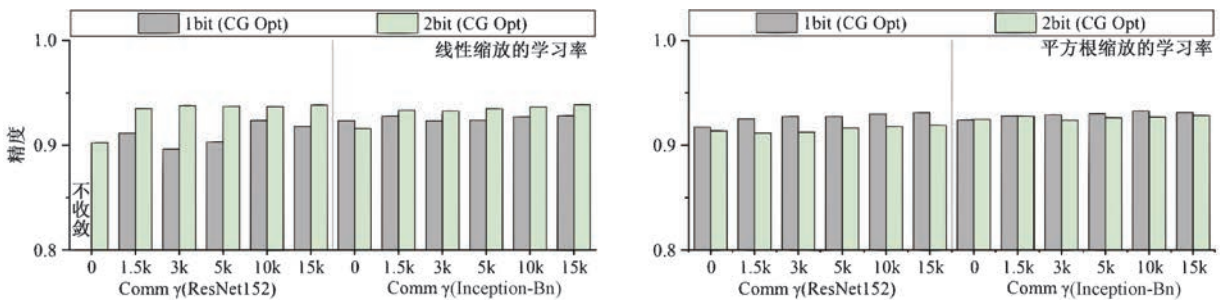 1bit (CG Opt) 2bit (CG Opt)
线性缩放的学习率
1.0
0.9
0.8
精度
不收敛
0 1.5k 3k 5k 10k 15k 0 1.5k 3k 5k 10k 15k
Comm γ(ResNet152) Comm γ(Inception-Bn)
1bit (CG Opt) 2bit (CG Opt)
平方根缩放的学习率
1.0
0.9
0.8
0 1.5k 3k 5k 10k 15k 0 1.5k 3k 5k 10k 15k
Comm γ(ResNet152) Comm γ(Inception-Bn)